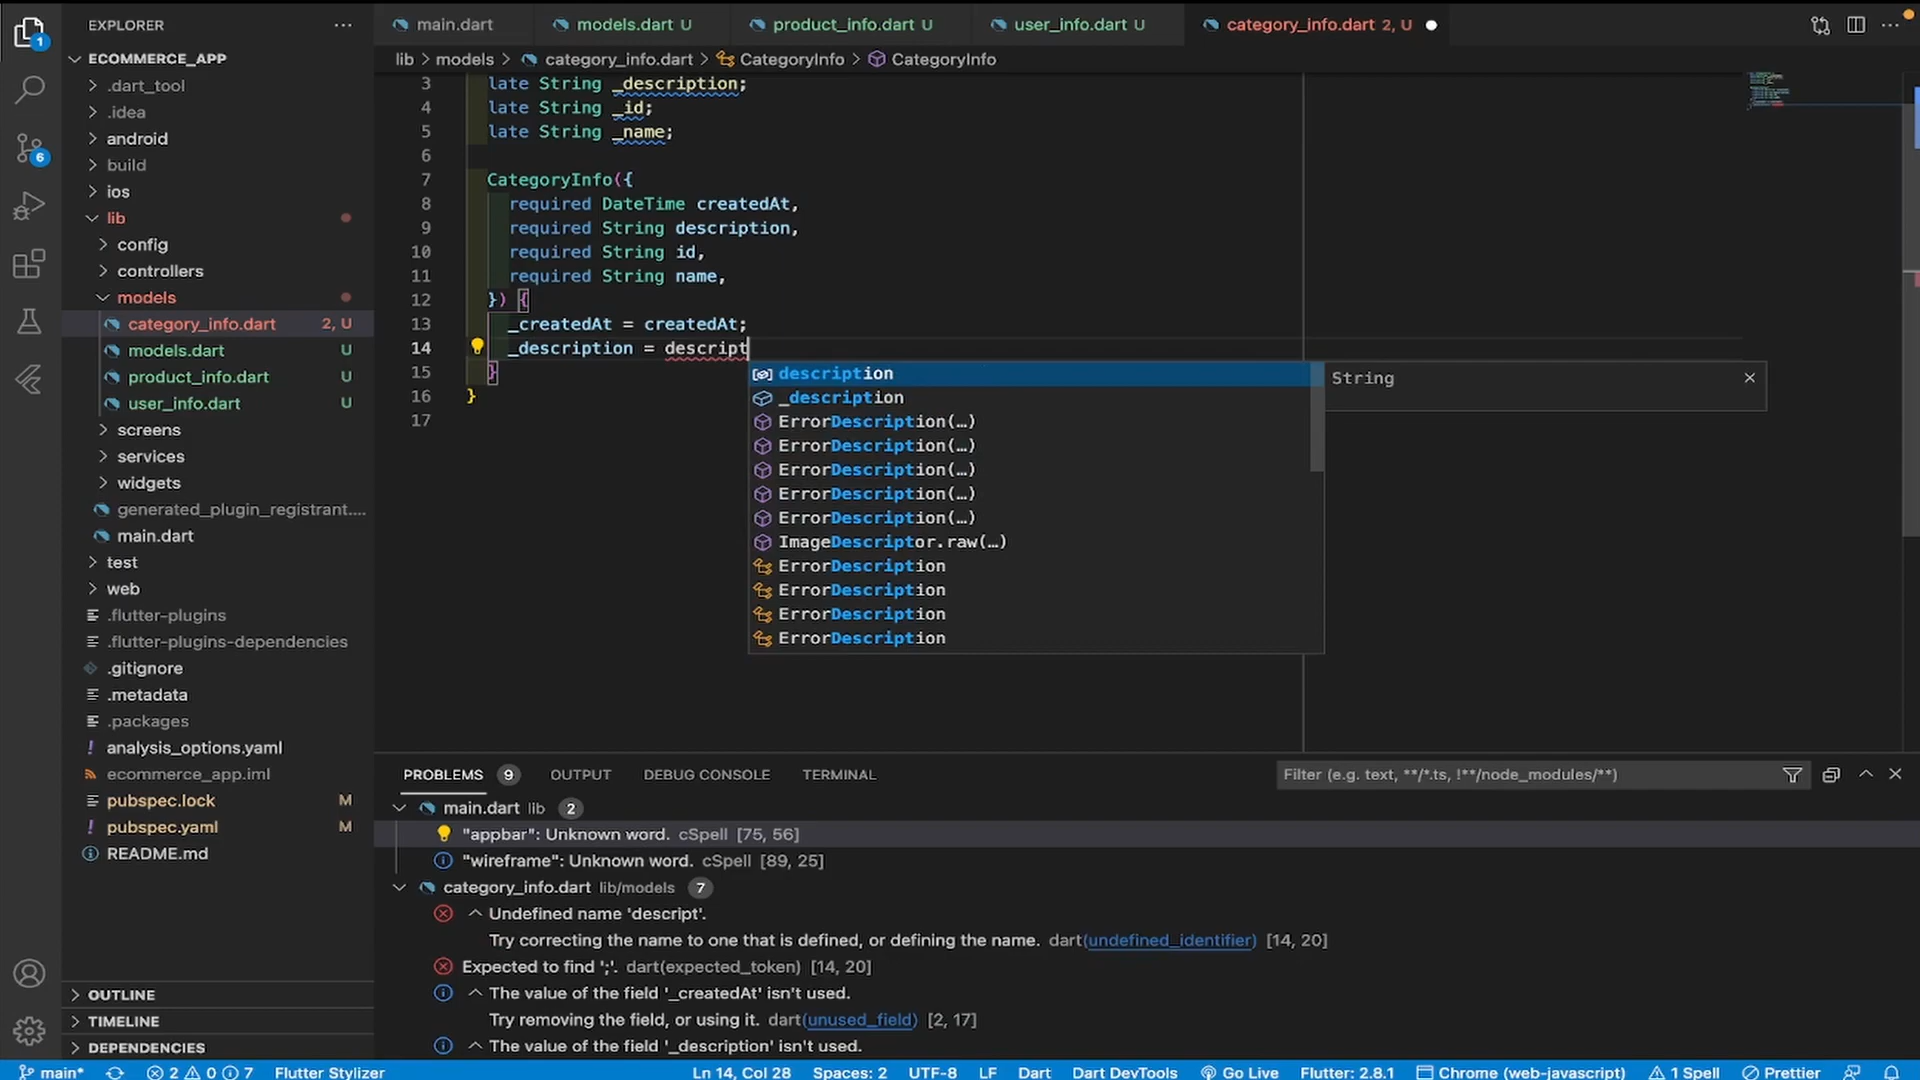 EXPLORER
ECOMMERCE_APP
.dart_tool
.idea
android
build
ios
lib
config
controllers
models
category_info.dart 2, U
models.dart U
product_info.dart U
user_info.dart U
screens
services
widgets
generated_plugin_registrant....
main.dart
test
web
.flutter-plugins
.flutter-plugins-dependencies
.gitignore
.metadata
.packages
analysis_options.yaml
ecommerce_app.iml
pubspec.lock M
pubspec.yaml M
README.md
OUTLINE
TIMELINE
DEPENDENCIES
1
6
main.dart models.dart U product_info.dart U user_info.dart U category_info.dart 2, U
lib > models > category_info.dart > CategoryInfo > CategoryInfo
3 late String _description;
4 late String _id;
5 late String _name;
6
7 CategoryInfo({
8 required DateTime createdAt,
9 required String description,
10 required String id,
11 required String name,
12 }) {
13 _createdAt = createdAt;
14 _description = descript
15 }
16 }
17
description
_description
ErrorDescription(…)
ErrorDescription(…)
ErrorDescription(…)
ErrorDescription(…)
ErrorDescription(…)
ImageDescriptor.raw(…)
ErrorDescription
ErrorDescription
ErrorDescription
ErrorDescription
String
PROBLEMS 9 OUTPUT DEBUG CONSOLE TERMINAL Filter (e.g. text, **/*.ts, !**/node_modules/**)
main.dart lib 2
"appbar": Unknown word. cSpell [75, 56]
"wireframe": Unknown word. cSpell [89, 25]
category_info.dart lib/models 7
Undefined name 'descript'.
Try correcting the name to one that is defined, or defining the name. dart(undefined_identifier) [14, 20]
Expected to find ';'. dart(expected_token) [14, 20]
The value of the field '_createdAt' isn't used.
Try removing the field, or using it. dart(unused_field) [2, 17]
The value of the field '_description' isn't used.
main* 2 0 7 Flutter Stylizer Ln 14, Col 28 Spaces: 2 UTF-8 LF Dart Dart DevTools Go Live Flutter: 2.8.1 Chrome (web-javascript) 1 Spell Prettier